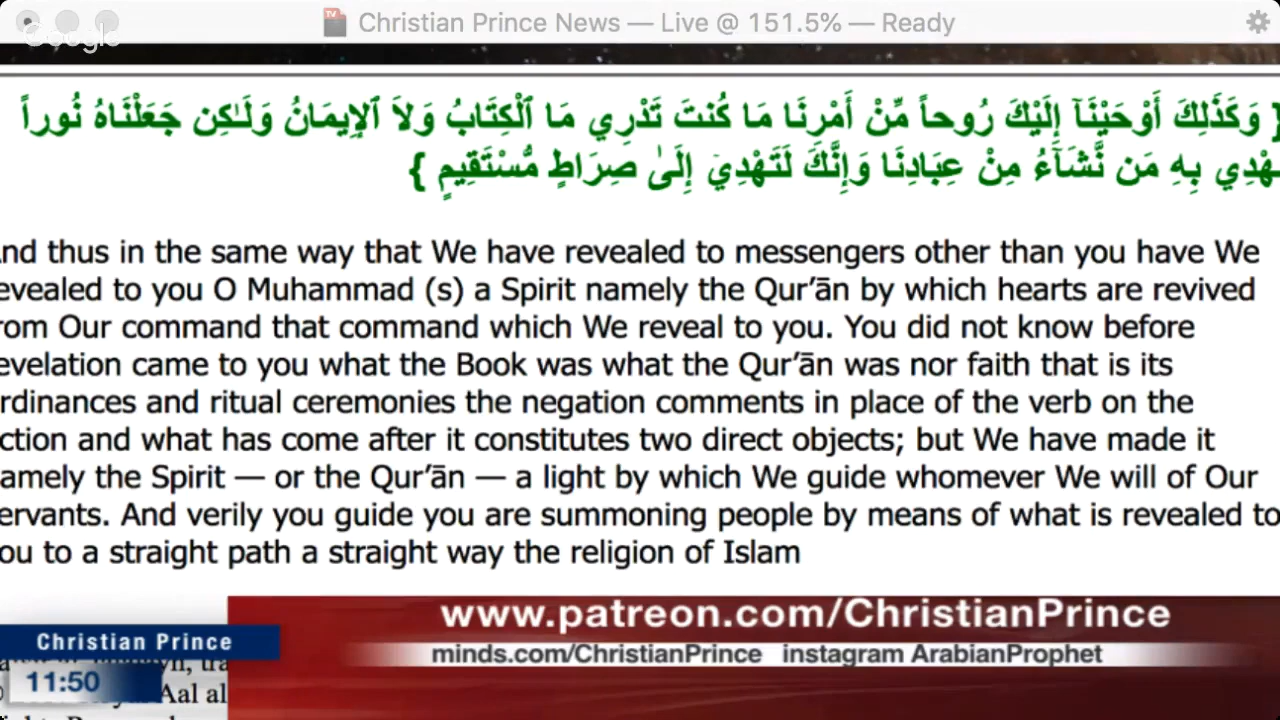 Christian Prince News — Live @ 151.5% — Ready
Google
وَكَذَلِكَ أَوْحَيْنَآ إِلَيْكَ رُوحاً مِّنْ أَمْرِنَا مَا كُنتَ تَدْرِي مَا ٱلْكِتَابُ وَلاَ ٱلإِيمَانُ وَلَـٰكِن جَعَلْنَاهُ نُوراً
هْدِي بِهِ مَن نَّشَآءُ مِنْ عِبَادِنَا وَإِنَّكَ لَتَهْدِيۤ إِلَىٰ صِرَاطٍ مُّسْتَقِيمٍ }
nd thus in the same way that We have revealed to messengers other than you have We
evealed to you O Muhammad (s) a Spirit namely the Qur’ān by which hearts are revived
rom Our command that command which We reveal to you. You did not know before
evelation came to you what the Book was what the Qur’ān was nor faith that is its
rdinances and ritual ceremonies the negation comments in place of the verb on the
ction and what has come after it constitutes two direct objects; but We have made it
amely the Spirit — or the Qur’ān — a light by which We guide whomever We will of Our
ervants. And verily you guide you are summoning people by means of what is revealed to
ou to a straight path a straight way the religion of Islam
www.patreon.com/ChristianPrince
Christian Prince
minds.com/ChristianPrince instagram ArabianProphet
11:50
Aal al